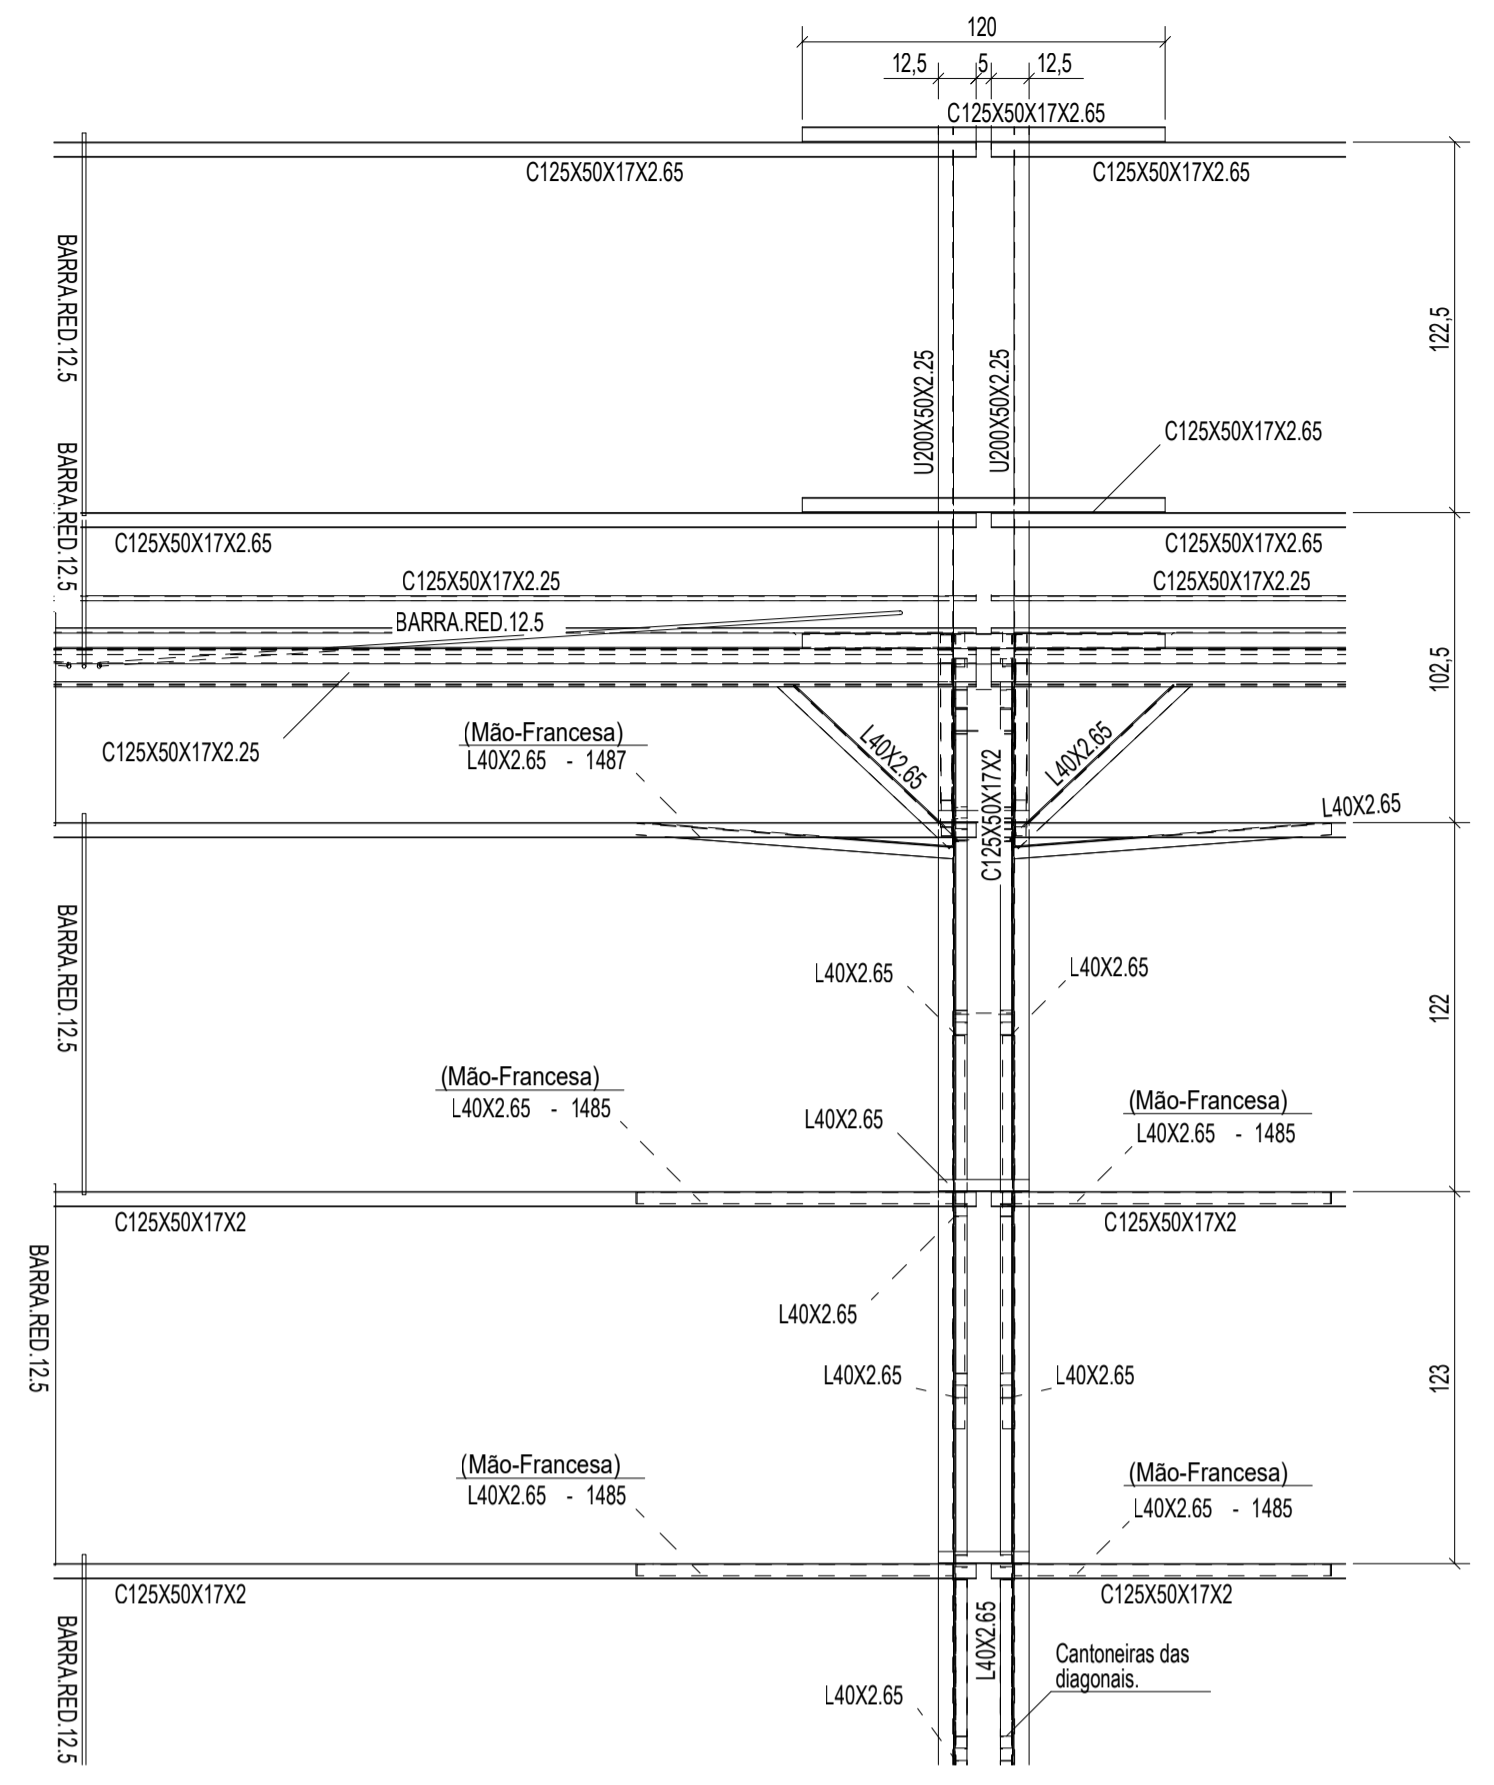 120
12,5
5
12,5
C125X50X17X2.65
C125X50X17X2.65
C125X50X17X2.65
BARRA.RED.12.5
122,5
U200X50X2.25
U200X50X2.25
C125X50X17X2.65
BARRA.RED.12.5
C125X50X17X2.65
C125X50X17X2.65
C125X50X17X2.25
C125X50X17X2.25
BARRA.RED.12.5
102,5
C125X50X17X2.25
(Mão-Francesa)
L40X2.65 - 1487
L40X2.65
L40X2.65
C125X50X17X2
L40X2.65
BARRA.RED.12.5
L40X2.65
L40X2.65
122
(Mão-Francesa)
L40X2.65 - 1485
L40X2.65
(Mão-Francesa)
L40X2.65 - 1485
C125X50X17X2
C125X50X17X2
BARRA.RED.12.5
L40X2.65
L40X2.65
L40X2.65
123
(Mão-Francesa)
L40X2.65 - 1485
(Mão-Francesa)
L40X2.65 - 1485
C125X50X17X2
C125X50X17X2
BARRA.RED.12.5
L40X2.65
Cantoneiras das
diagonais.
L40X2.65